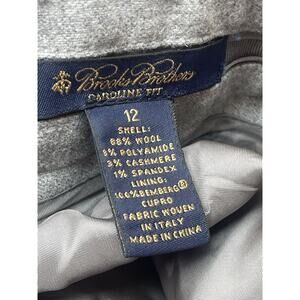 Brooks Brothers
CAROLINE FIT
12
SHELL:
88% WOOL
8% POLYAMIDE
3% CASHMERE
1% SPANDEX
LINING:
100%BEMBERG®
CUPRO
FABRIC WOVEN
IN ITALY
MADE IN CHINA